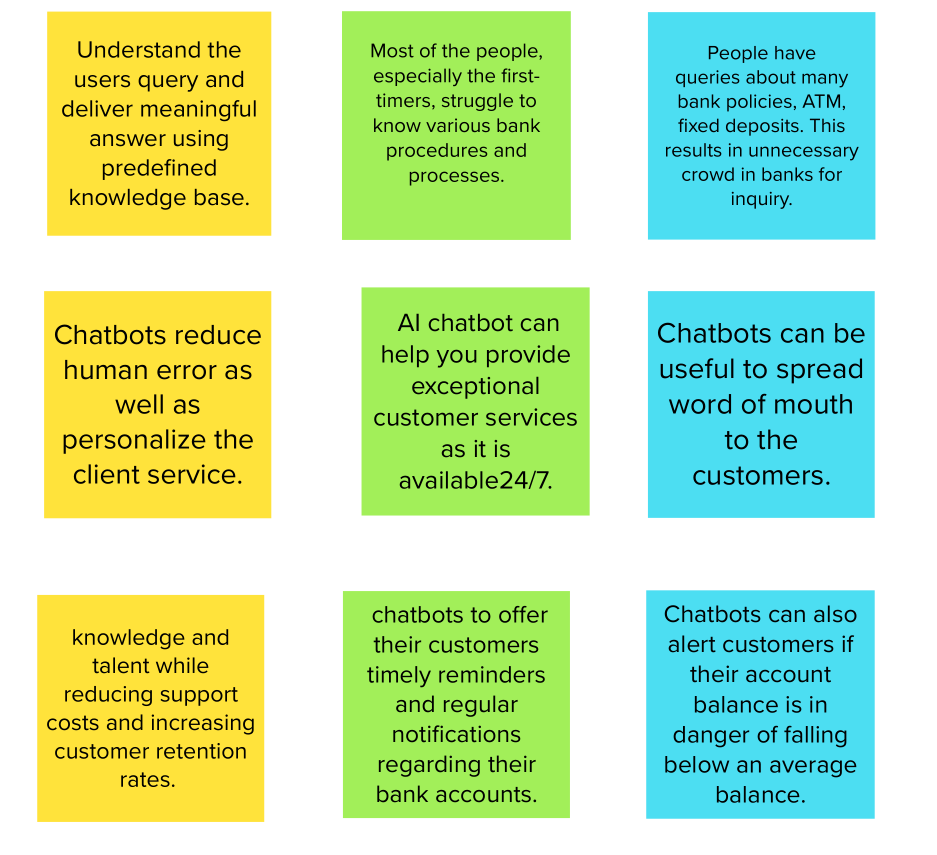 Understand the
users query and
deliver meaningful
answer using
predefined
knowledge base.
Most of the people,
especially the first-
timers, struggle to
know various bank
procedures and
processes.
People have
queries about many
bank policies, ATM,
fixed deposits. This
results in unnecessary
crowd in banks for
inquiry.
Chatbots reduce
human error as
well as
personalize the
client service.
AI chatbot can
help you provide
exceptional
customer services
as it is
available24/7.
Chatbots can be
useful to spread
word of mouth
to the
customers.
knowledge and
talent while
reducing support
costs and increasing
customer retention
rates.
chatbots to offer
their customers
timely reminders
and regular
notifications
regarding their
bank accounts.
Chatbots can also
alert customers if
their account
balance is in
danger of falling
below an average
balance.